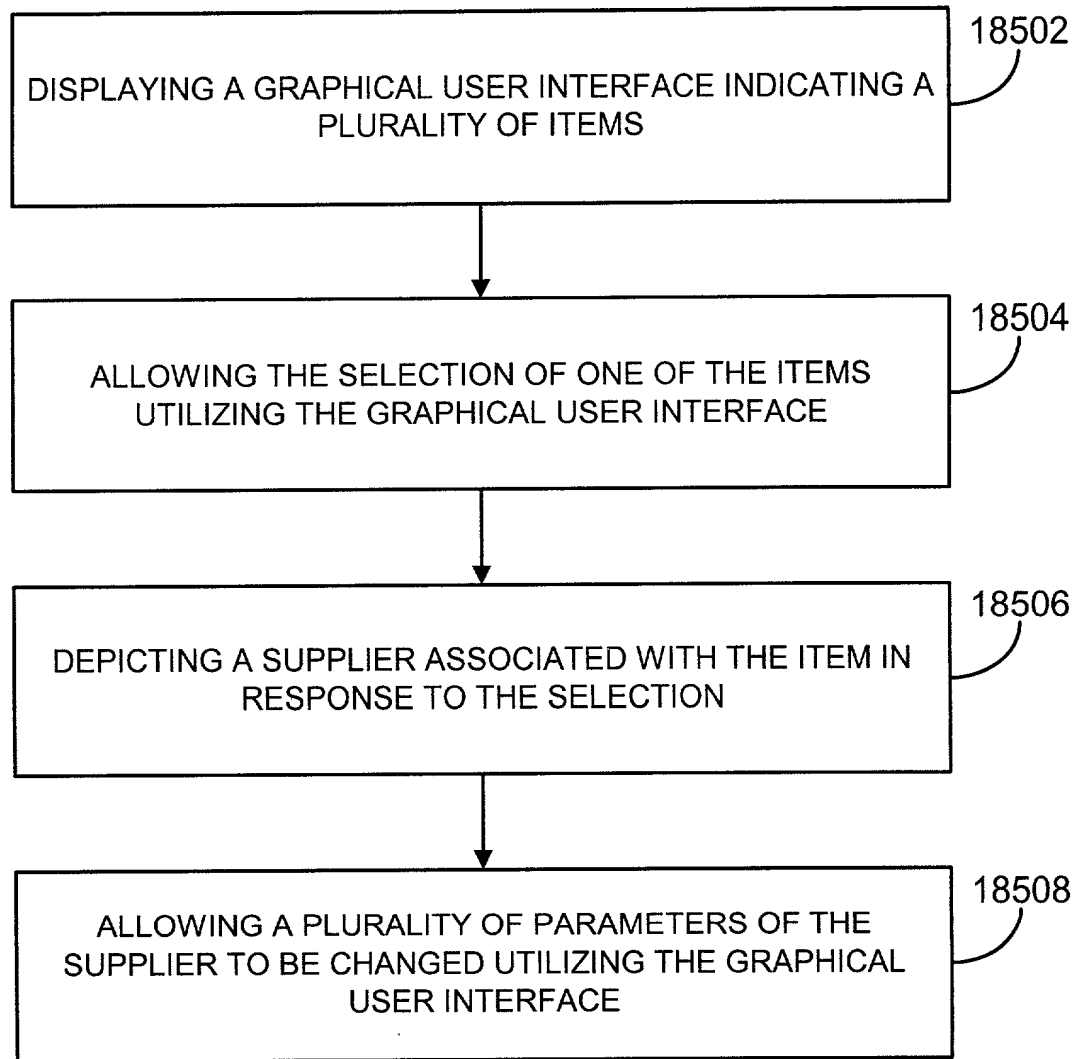 18502
DISPLAYING A GRAPHICAL USER INTERFACE INDICATING A
PLURALITY OF ITEMS
18504
ALLOWING THE SELECTION OF ONE OF THE ITEMS
UTILIZING THE GRAPHICAL USER INTERFACE
18506
DEPICTING A SUPPLIER ASSOCIATED WITH THE ITEM IN
RESPONSE TO THE SELECTION
18508
ALLOWING A PLURALITY OF PARAMETERS OF THE
SUPPLIER TO BE CHANGED UTILIZING THE GRAPHICAL
USER INTERFACE